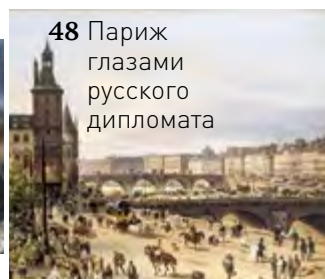 48 Париж
глазами
русского
дипломата